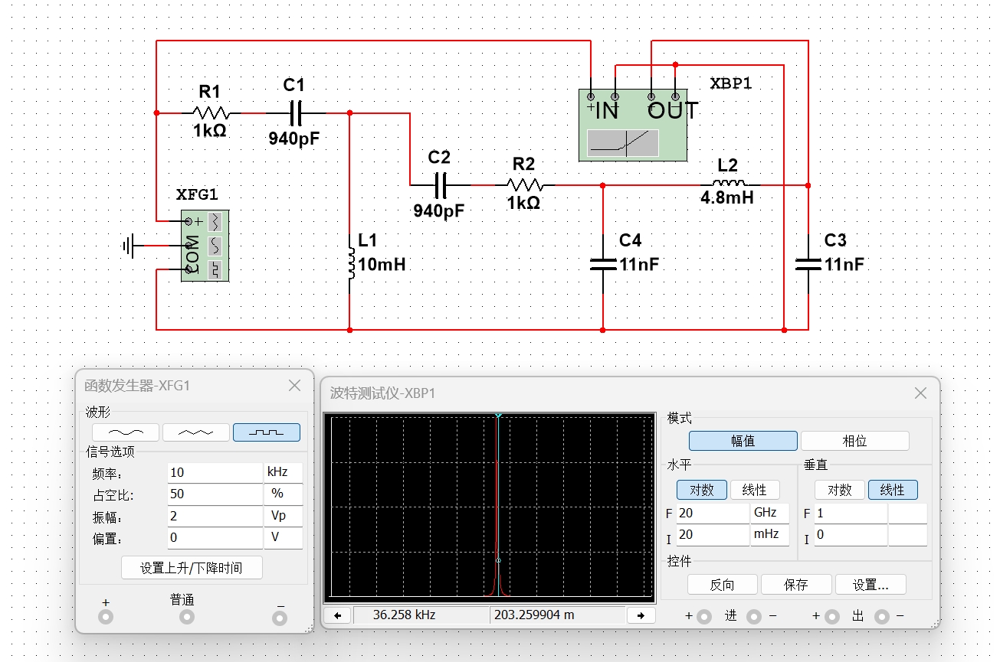 C1
R1
1kΩ
940pF
XBP1
IN
OUT
C2
R2
L2
940pF
1kΩ
4.8mH
XFG1
COM
L1
10mH
C4
11nF
C3
11nF
函数发生器-XFG1
波形
信号选项
频率：
10
kHz
占空比:
50
%
振幅：
2
Vp
偏置：
0
V
设置上升/下降时间
+
普通
−
波特测试仪-XBP1
36.258 kHz
203.259904 m
模式
幅值
相位
水平
垂直
对数
线性
对数
线性
F
20
GHz
F
1
I
20
mHz
I
0
控件
反向
保存
设置...
+ 进 −
+ 出 −